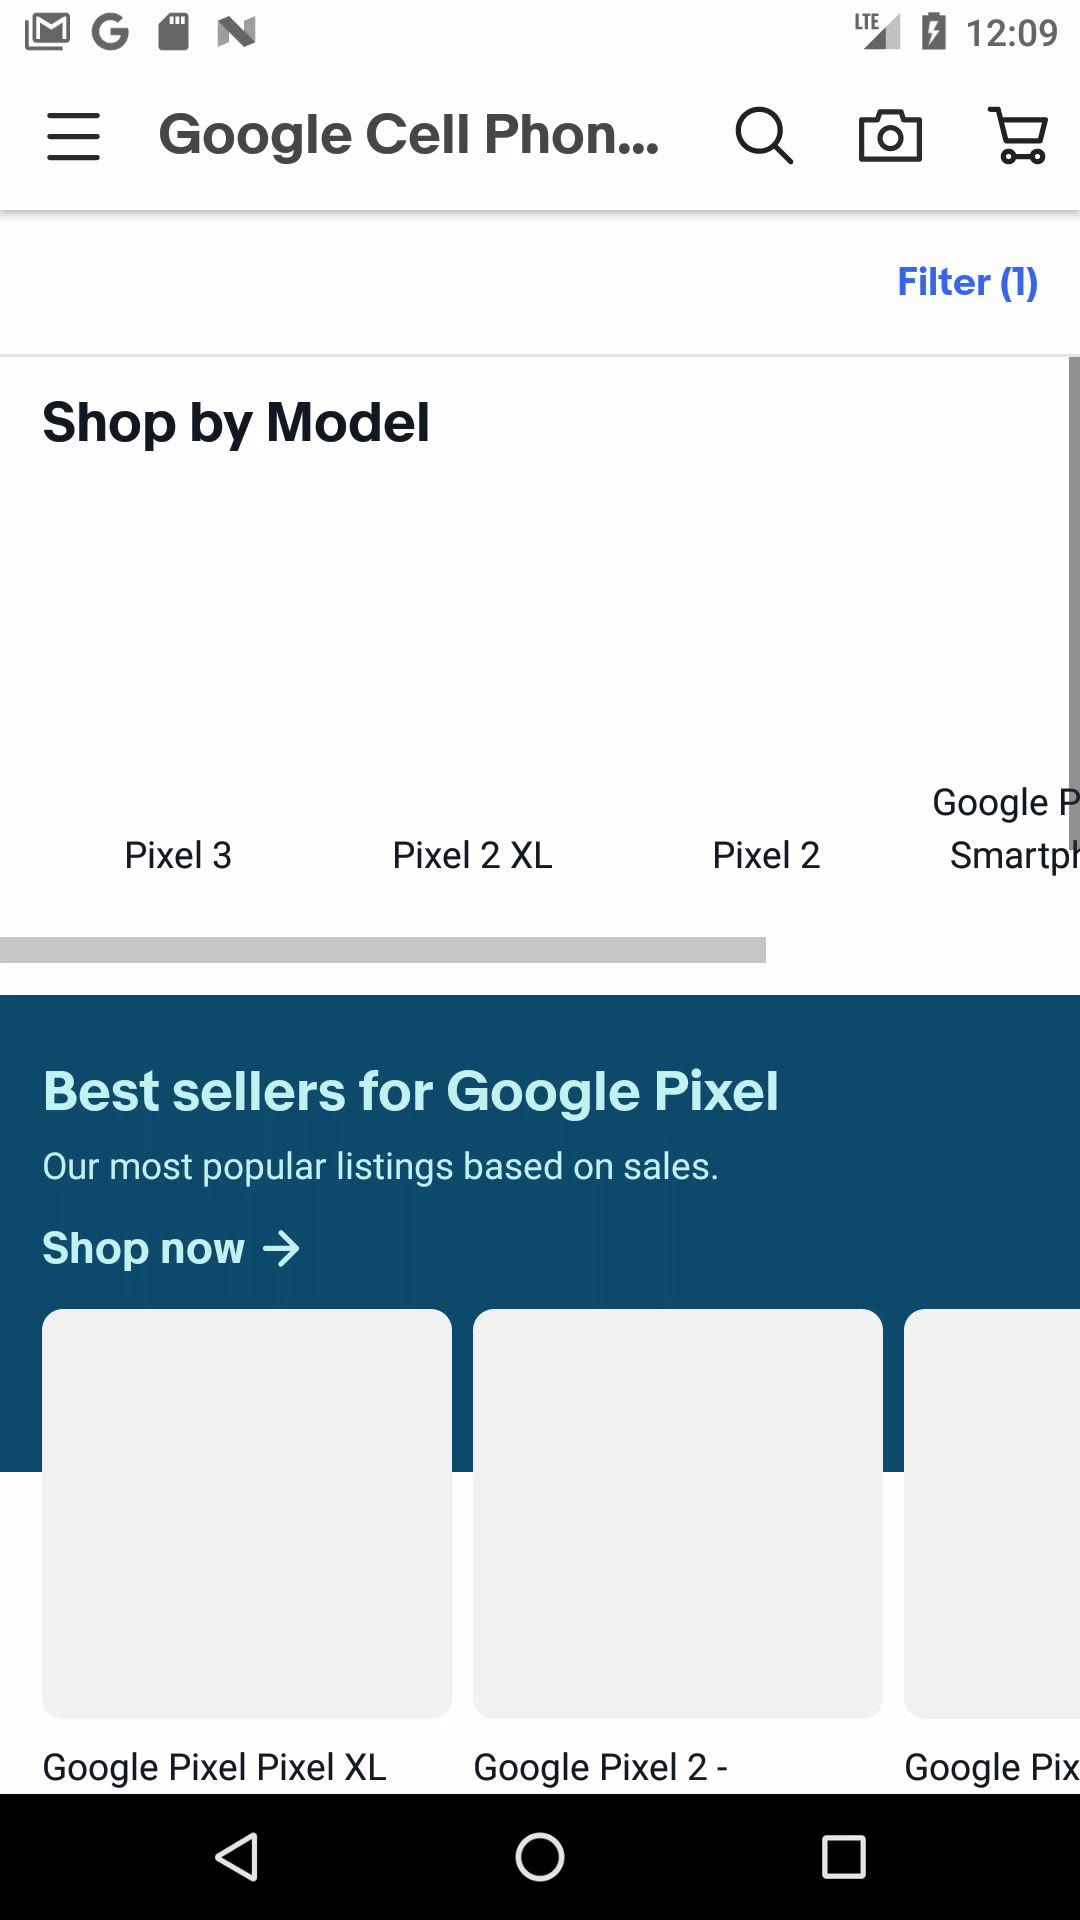 LTE 12:09
Google Cell Phon...
Filter (1)
Shop by Model
Pixel 3
Pixel 2 XL
Pixel 2
Google P
Smartph
Best sellers for Google Pixel
Our most popular listings based on sales.
Shop now
Google Pixel Pixel XL
Google Pixel 2 -
Google Pix